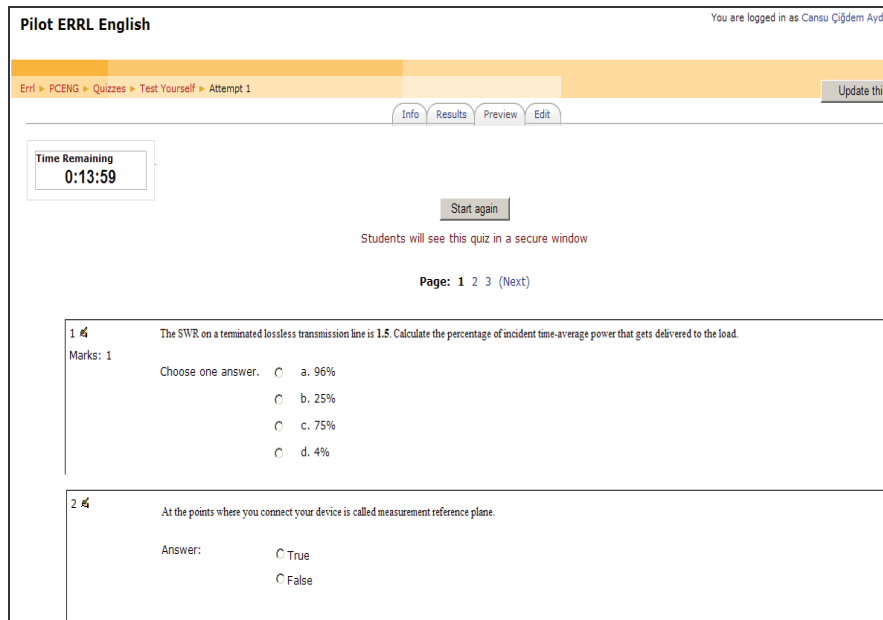 Pilot ERRL English
You are logged in as Cansu Çiğdem Ayd
Errl ► PCENG ► Quizzes ► Test Yourself ► Attempt 1
Update thi
Info Results Preview Edit
Time Remaining
0:13:59
Start again
Students will see this quiz in a secure window
Page: 1 2 3 (Next)
1
The SWR on a terminated lossless transmission line is 1.5. Calculate the percentage of incident time-average power that gets delivered to the load.
Marks: 1
Choose one answer.
a. 96%
b. 25%
c. 75%
d. 4%
2
At the points where you connect your device is called measurement reference plane.
Answer:
True
False